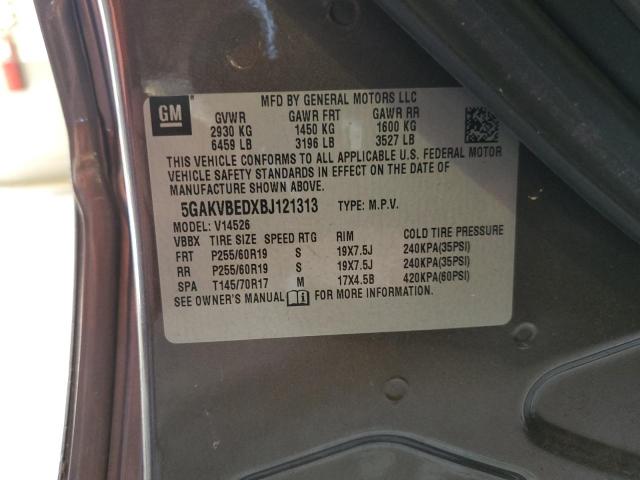 GM
MFD BY GENERAL MOTORS LLC
GVWR GAWR FRT GAWR RR
2930 KG 1450 KG 1600 KG
6459 LB 3196 LB 3527 LB
THIS VEHICLE CONFORMS TO ALL APPLICABLE U.S. FEDERAL MOTOR
VEHICLE SAFETY STANDARDS IN EFFECT ON THE DATE OF
MANUFACTURE SHOWN ABOVE.
5GAKVBEDXBJ121313 TYPE: M.P.V.
MODEL: V14526
VBBX TIRE SIZE SPEED RTG RIM COLD TIRE PRESSURE
FRT P255/60R19 S 19X7.5J 240KPA(35PSI)
RR P255/60R19 S 19X7.5J 240KPA(35PSI)
SPA T145/70R17 M 17X4.5B 420KPA(60PSI)
SEE OWNER'S MANUAL FOR MORE INFORMATION.